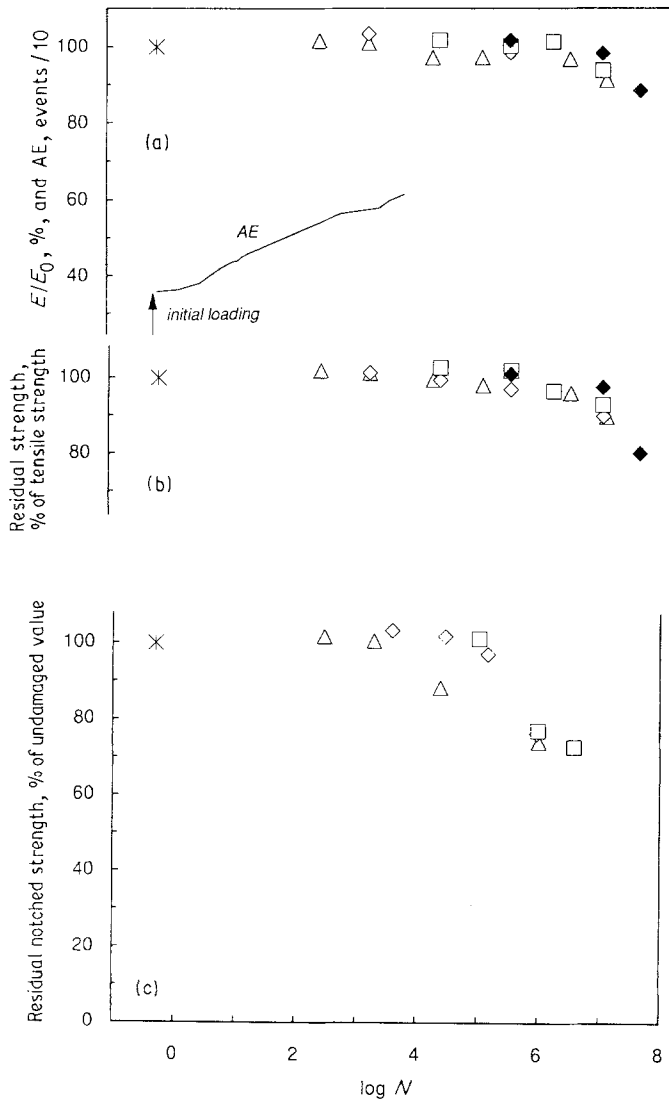 E/E0, %, and AE, events/10
100
80
60
40
(a)
AE
initial loading
Residual strength,
% of tensile strength
100
80
(b)
Residual notched strength, % of undamaged value
100
80
60
40
20
0
(c)
0 2 4 6 8
log N